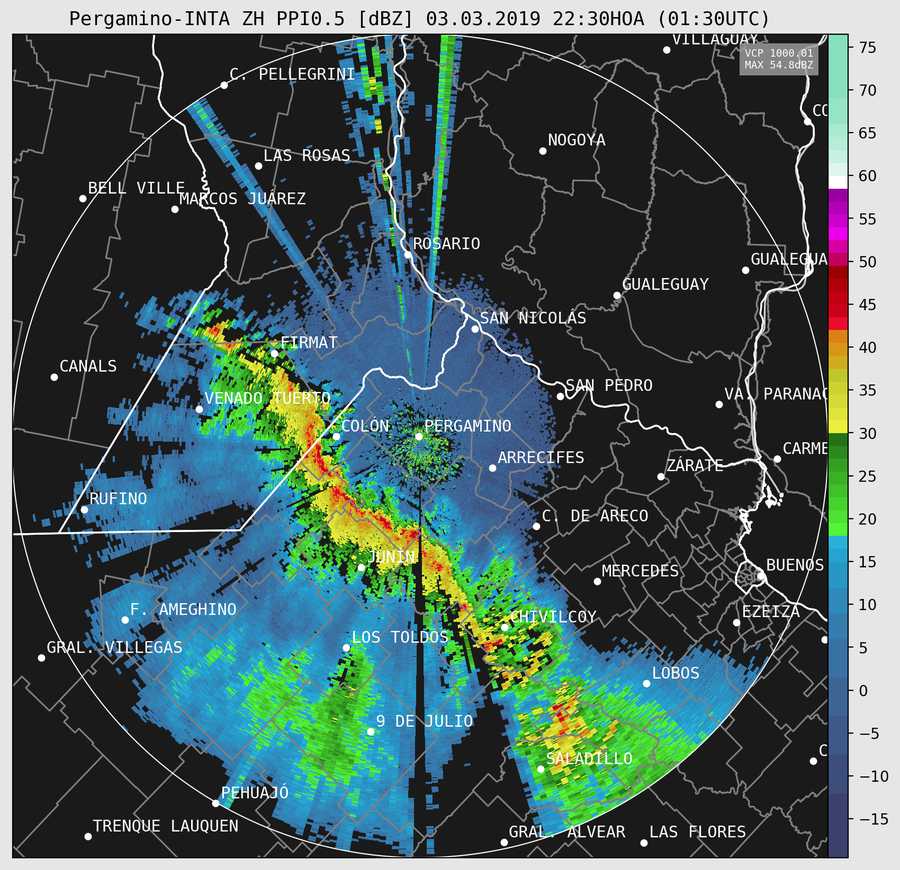 Pergamino-INTA ZH PPI0.5 [dBZ] 03.03.2019 22:30HOA (01:30UTC)
VILLAGUAY
VCP 1000.01
MAX 54.8dBZ
75
C. PELLEGRINI
70
CO
65
NOGOYA
LAS ROSAS
60
BELL VILLE
MARCOS JUÁREZ
55
ROSARIO
50
GUALEGUA
GUALEGUAY
45
SAN NICOLÁS
FIRMAT
40
CANALS
SAN PEDRO
35
VENADO TUERTO
VA. PARANAC
COLÓN
PERGAMINO
30
CARME
ARRECIFES
ZÁRATE
25
RUFINO
C. DE ARECO
20
JUNÍN
MERCEDES
BUENOS
15
F. AMEGHINO
CHIVILCOY
EZEIZA
10
LOS TOLDOS
GRAL. VILLEGAS
5
LOBOS
0
9 DE JULIO
−5
SALADILLO
C
−10
PEHUAJÓ
−15
TRENQUE LAUQUEN
GRAL. ALVEAR
LAS FLORES